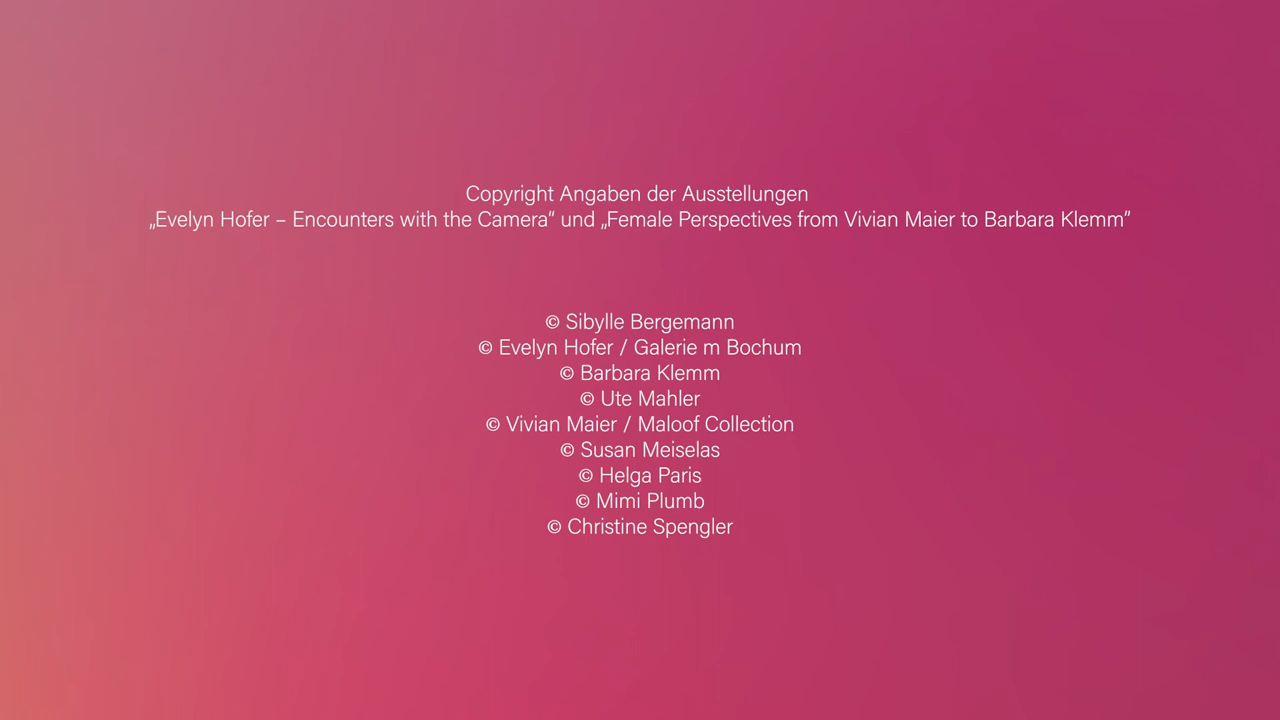 Copyright Angaben der Ausstellungen
„Evelyn Hofer – Encounters with the Camera“ und „Female Perspectives from Vivian Maier to Barbara Klemm”
© Sibylle Bergemann
© Evelyn Hofer / Galerie m Bochum
© Barbara Klemm
© Ute Mahler
© Vivian Maier / Maloof Collection
© Susan Meiselas
© Helga Paris
© Mimi Plumb
© Christine Spengler